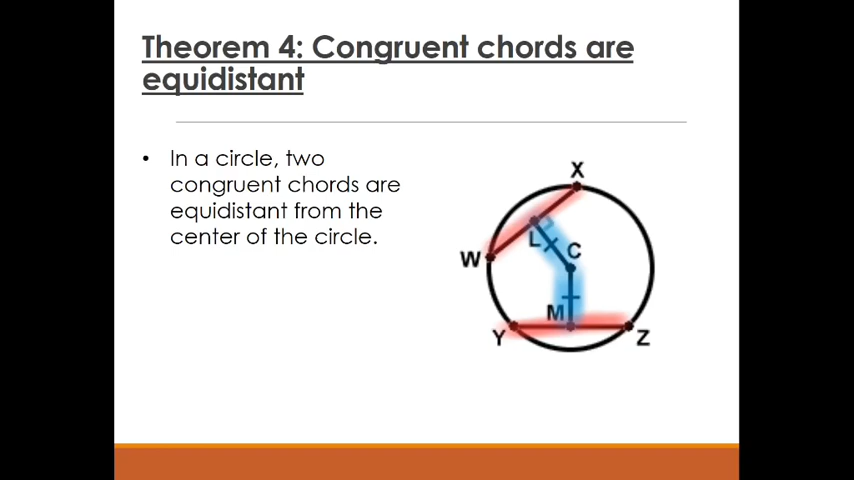 Theorem 4: Congruent chords are
equidistant
• In a circle, two
congruent chords are
equidistant from the
center of the circle.
X
L
C
W
M
Y
Z